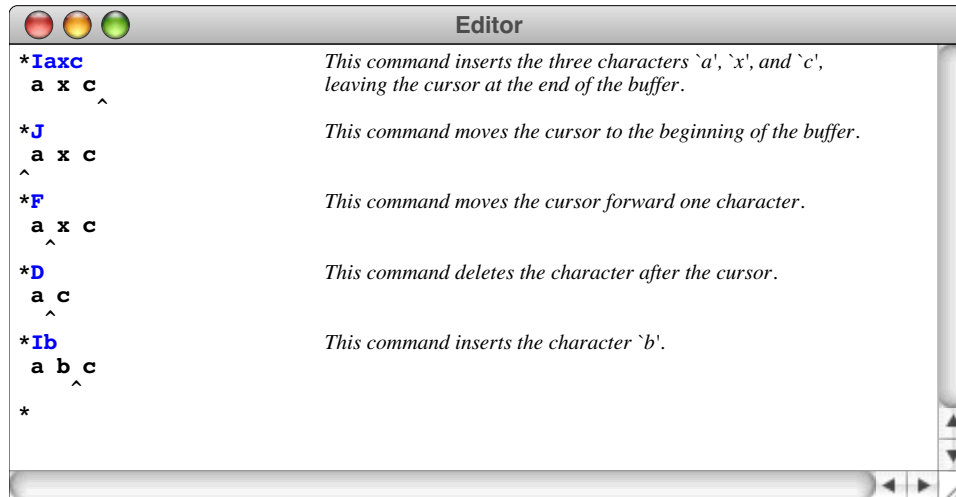 Editor
*Iaxc This command inserts the three characters `a', `x', and `c',
a x c leaving the cursor at the end of the buffer.
^
*J This command moves the cursor to the beginning of the buffer.
a x c
^
*F This command moves the cursor forward one character.
a x c
^
*D This command deletes the character after the cursor.
a c
^
*Ib This command inserts the character `b'.
a b c
^
*